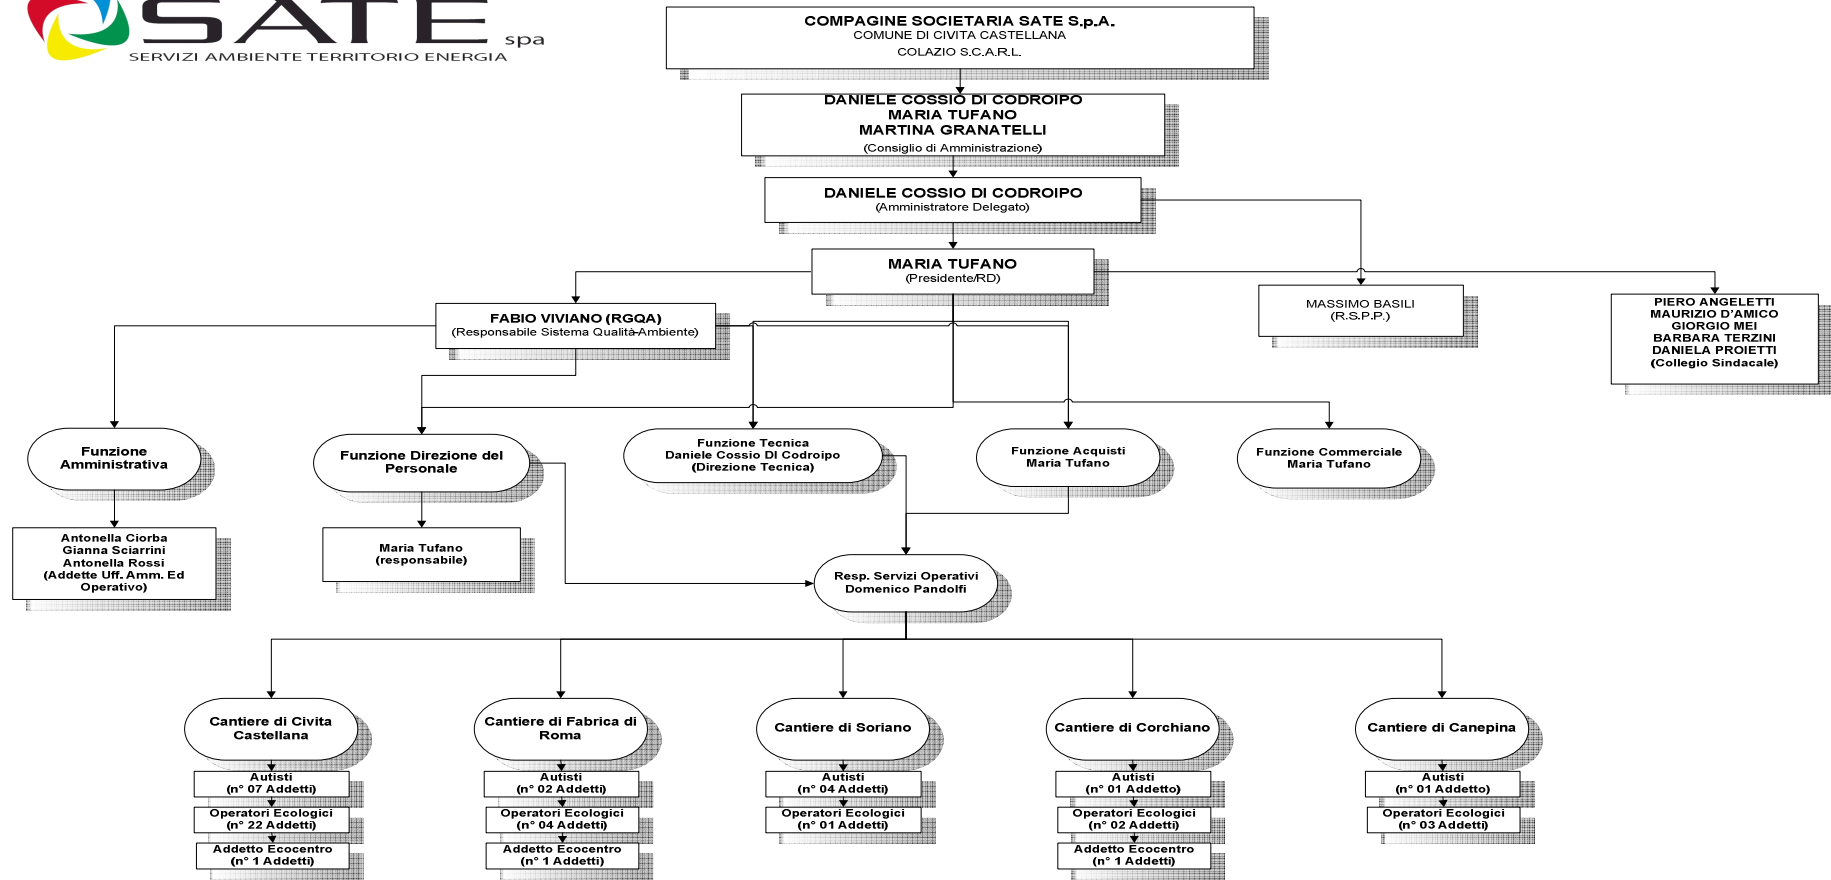 SATE spa
SERVIZI AMBIENTE TERRITORIO ENERGIA
COMPAGINE SOCIETARIA SATE S.p.A.
COMUNE DI CIVITA CASTELLANA
COLAZIO S.C.A.R.L.
DANIELE COSSIO DI CODROIPO
MARIA TUFANO
MARTINA GRANATELLI
(Consiglio di Amministrazione)
DANIELE COSSIO DI CODROIPO
(Amministratore Delegato)
MARIA TUFANO
(Presidente/RD)
FABIO VIVIANO (RGQA)
(Responsabile Sistema Qualità-Ambiente)
MASSIMO BASILI
(R.S.P.P.)
PIERO ANGELETTI
MAURIZIO D'AMICO
GIORGIO MEI
BARBARA TERZINI
DANIELA PROIETTI
(Collegio Sindacale)
Funzione
Amministrativa
Funzione Direzione del
Personale
Funzione Tecnica
Daniele Cossio DI Codroipo
(Direzione Tecnica)
Funzione Acquisti
Maria Tufano
Funzione Commerciale
Maria Tufano
Antonella Ciorba
Gianna Sciarrini
Antonella Rossi
(Addette Uff. Amm. Ed
Operativo)
Maria Tufano
(responsabile)
Resp. Servizi Operativi
Domenico Pandolfi
Cantiere di Civita
Castellana
Autisti
(n° 07 Addetti)
Operatori Ecologici
(n° 22 Addetti)
Addetto Ecocentro
(n° 1 Addetti)
Cantiere di Fabrica di
Roma
Autisti
(n° 02 Addetti)
Operatori Ecologici
(n° 04 Addetti)
Addetto Ecocentro
(n° 1 Addetti)
Cantiere di Soriano
Autisti
(n° 04 Addetti)
Operatori Ecologici
(n° 01 Addetti)
Cantiere di Corchiano
Autisti
(n° 01 Addetto)
Operatori Ecologici
(n° 02 Addetti)
Addetto Ecocentro
(n° 1 Addetti)
Cantiere di Canepina
Autisti
(n° 01 Addetto)
Operatori Ecologici
(n° 03 Addetti)